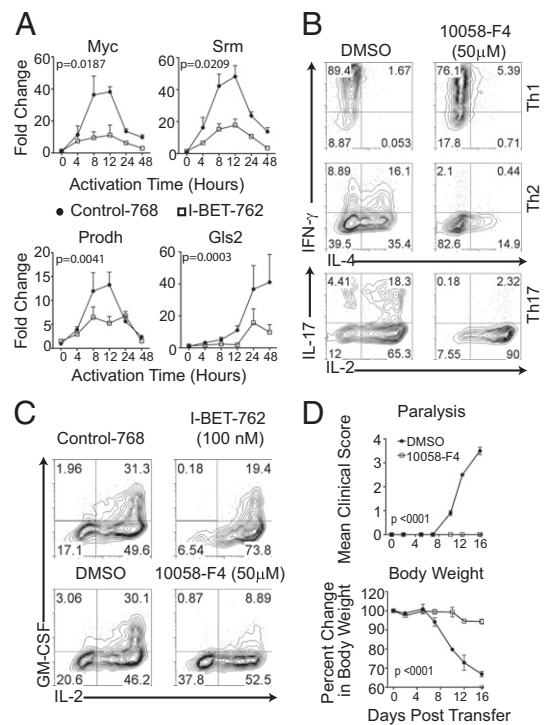 A
Myc
Srm
p=0.0187
p=0.0209
Fold Change
60
40
20
0
60
40
20
0
0 4 8 12 24 48
0 4 8 12 24 48
Activation Time (Hours)
Control-768 I-BET-762
Prodh
Gls2
p=0.0041
p=0.0003
Fold Change
20
15
10
5
0
60
40
20
0
0 4 8 12 24 48
0 4 8 12 24 48
Activation Time (Hours)
B
DMSO
10058-F4
(50µM)
89.4 1.67
8.87 0.053
76.1 5.39
17.8 0.71
Th1
8.89 16.1
39.5 35.4
2.1 0.44
82.6 14.9
Th2
IFN-γ
IL-4
4.41 18.3
12 65.3
0.18 2.32
7.55 90
Th17
IL-17
IL-2
C
Control-768
I-BET-762
(100 nM)
1.96 31.3
17.1 49.6
0.18 19.4
6.54 73.8
DMSO
10058-F4 (50µM)
3.06 30.1
20.6 46.2
0.87 8.89
37.8 52.5
GM-CSF
IL-2
D
Paralysis
DMSO
10058-F4
Mean Clinical Score
4
3
2
1
0
p <0001
0 4 8 12 16
Body Weight
Percent Change
in Body Weight
120
100
90
80
70
60
p <0001
0 4 8 12 16
Days Post Transfer